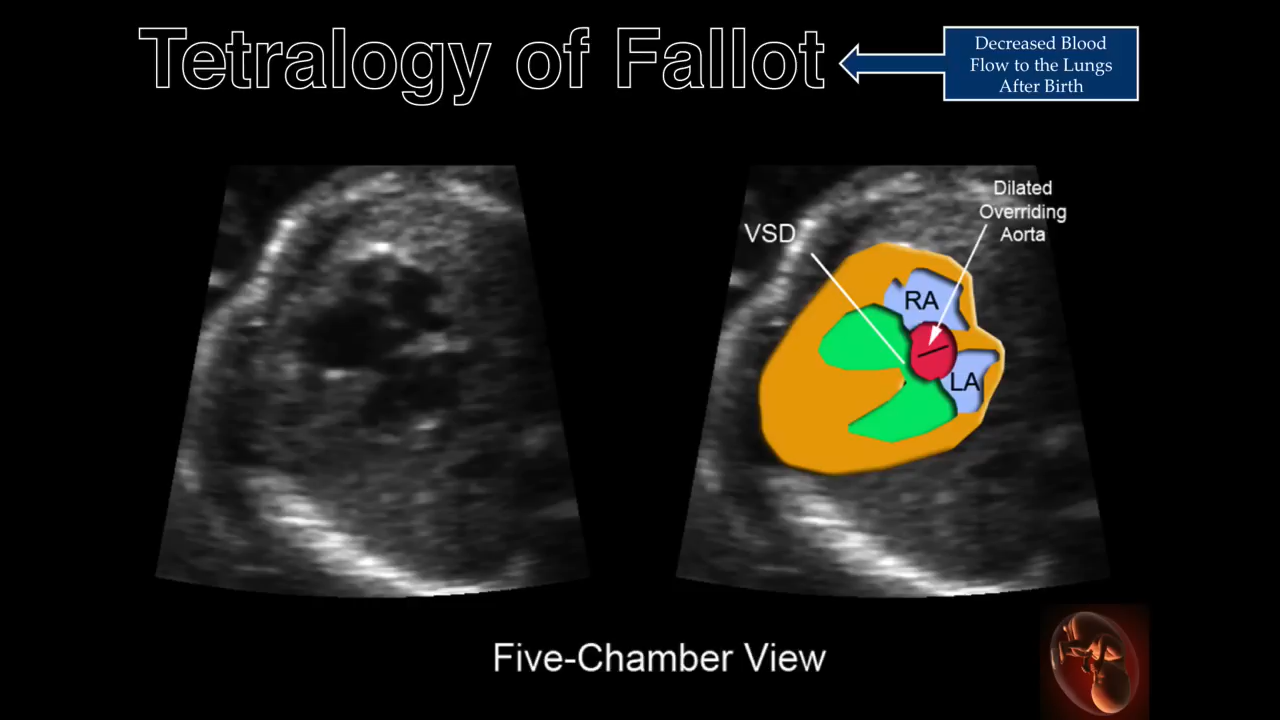 Tetralogy of Fallot
Decreased Blood
Flow to the Lungs
After Birth
VSD
Dilated
Overriding
Aorta
RA
LA
Five-Chamber View